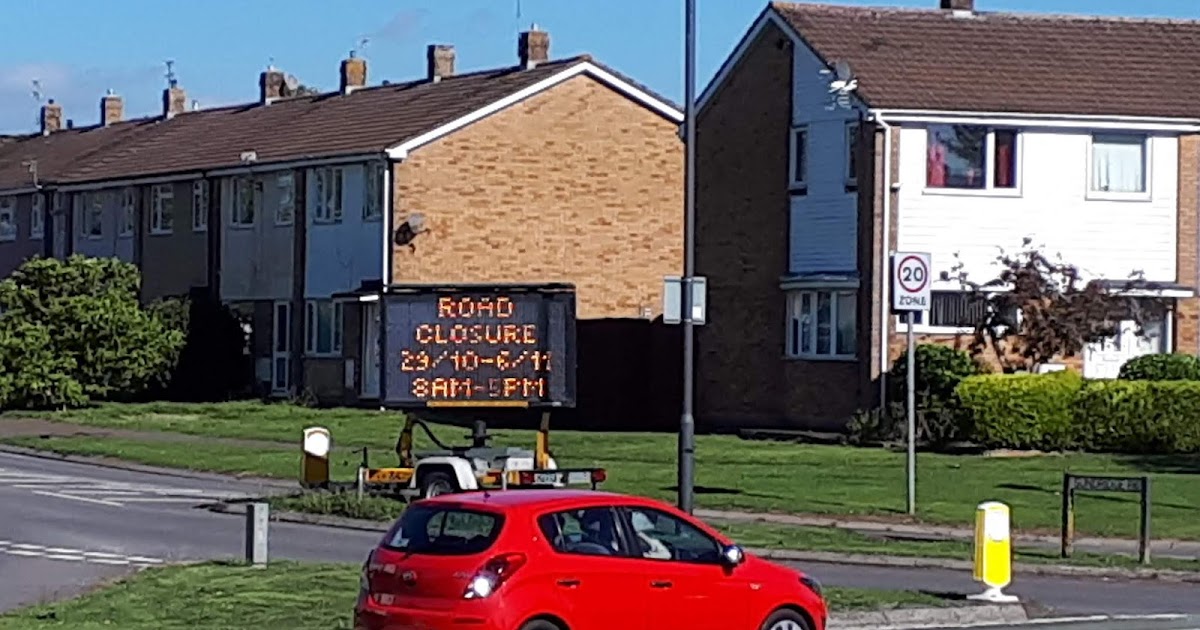 ROAD
CLOSURE
29/10-6/11
8AM-5PM
20
ZONE